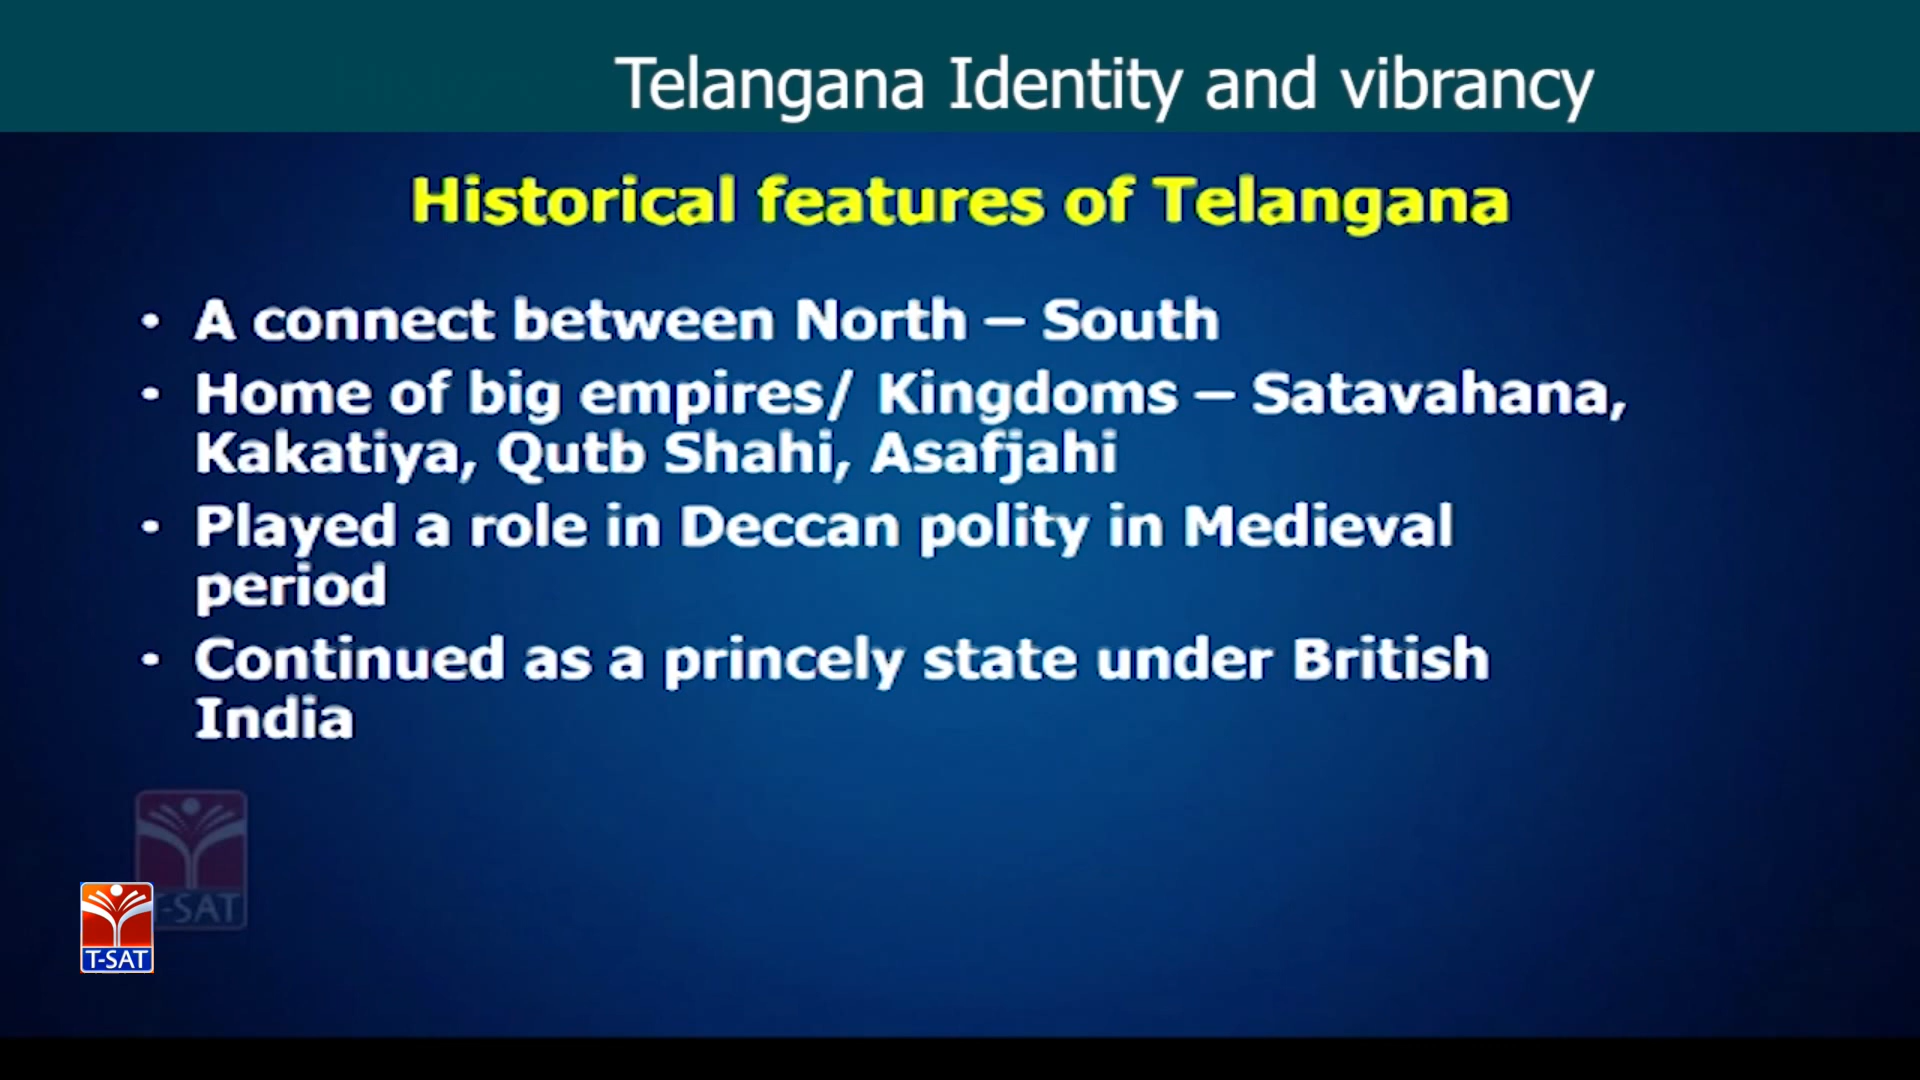 Telangana Identity and vibrancy
Historical features of Telangana
• A connect between North – South
• Home of big empires/ Kingdoms – Satavahana,
Kakatiya, Qutb Shahi, Asafjahi
• Played a role in Deccan polity in Medieval
period
• Continued as a princely state under British
India
T-SAT
T-SAT